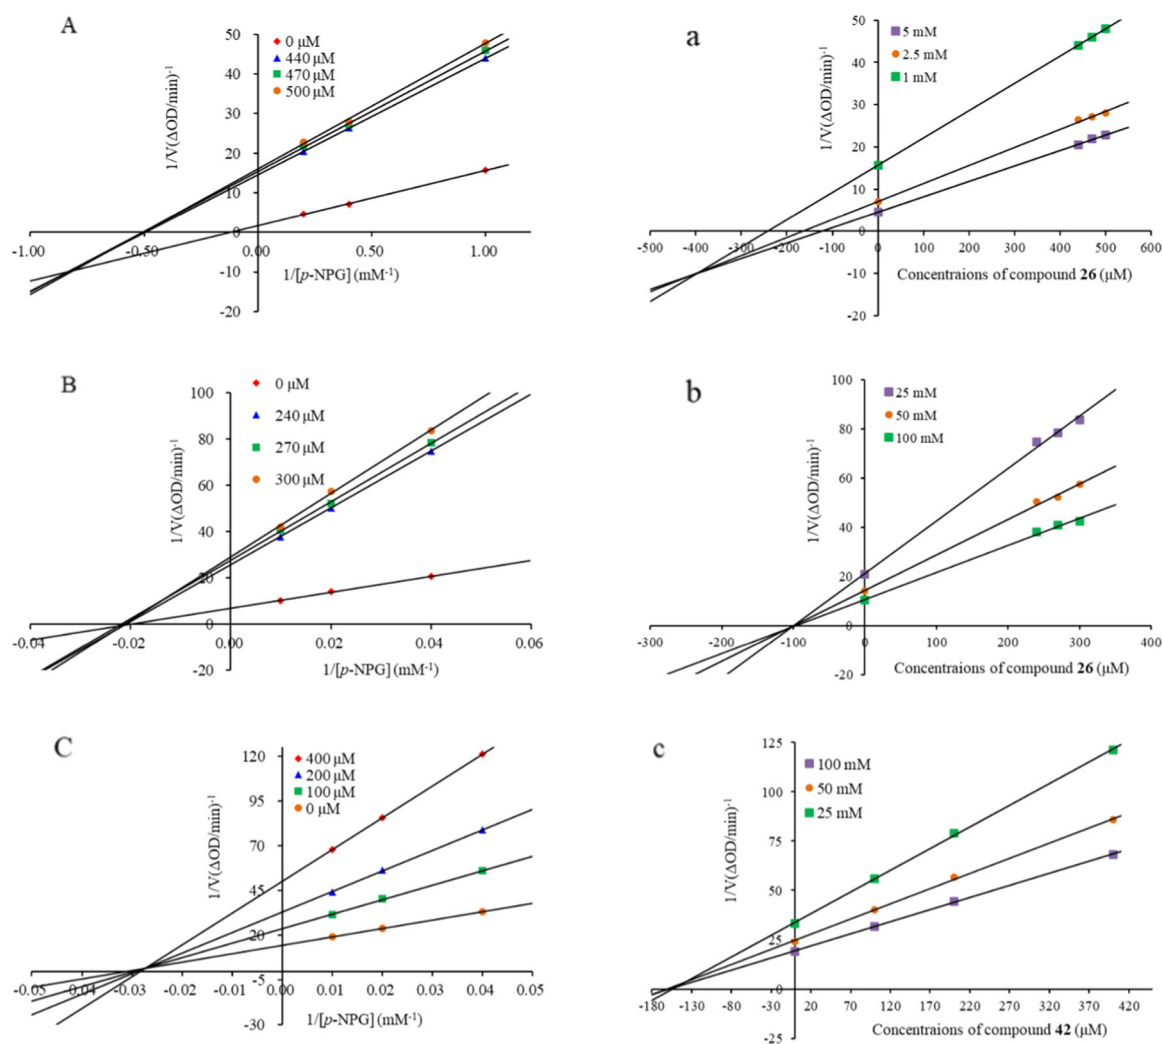 A
50
40
30
20
10
0
-10
-20
-1.00
-0.50
0.00
0.50
1.00
1/V(ΔOD/min)⁻¹
1/[p-NPG] (mM⁻¹)
0 μM
440 μM
470 μM
500 μM
a
50
40
30
20
10
0
-10
-20
-500
-400
-300
-200
-100
0
100
200
300
400
500
600
1/V(ΔOD/min)⁻¹
Concentraions of compound 26 (μM)
5 mM
2.5 mM
1 mM
B
100
80
60
40
20
0
-20
-0.04
-0.02
0.00
0.02
0.04
0.06
1/V(ΔOD/min)⁻¹
1/[p-NPG] (mM⁻¹)
0 μM
240 μM
270 μM
300 μM
b
100
80
60
40
20
0
-20
-300
-200
-100
0
100
200
300
400
1/V(ΔOD/min)⁻¹
Concentraions of compound 26 (μM)
25 mM
50 mM
100 mM
C
120
95
70
45
20
-5
-30
-0.05
-0.04
-0.03
-0.02
-0.01
0.00
0.01
0.02
0.03
0.04
0.05
1/V(ΔOD/min)⁻¹
1/[p-NPG] (mM⁻¹)
400 μM
200 μM
100 μM
0 μM
c
125
100
75
50
25
0
-25
-180
-130
-80
-30
20
70
120
170
220
270
320
370
420
1/V(ΔOD/min)⁻¹
Concentraions of compound 42 (μM)
100 mM
50 mM
25 mM